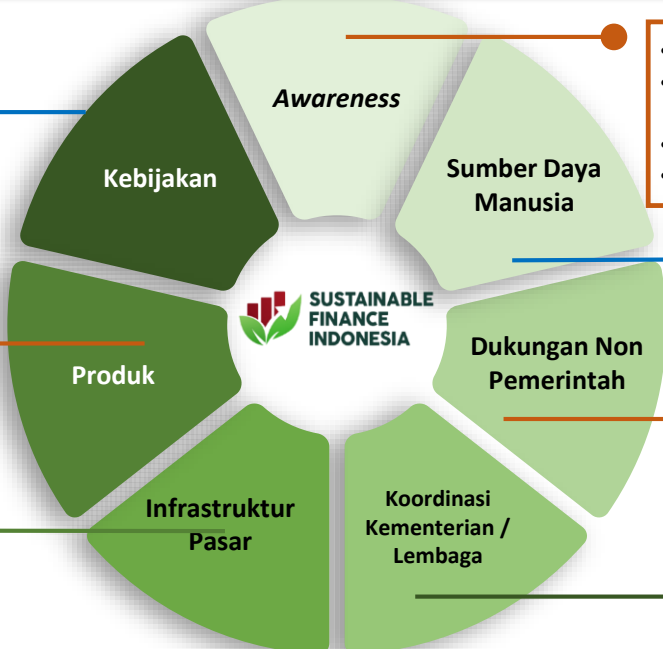 Awareness
Sumber Daya
Manusia
Dukungan Non
Pemerintah
Koordinasi
Kementerian /
Lembaga
Infrastruktur
Pasar
Produk
Kebijakan
SUSTAINABLE
FINANCE
INDONESIA